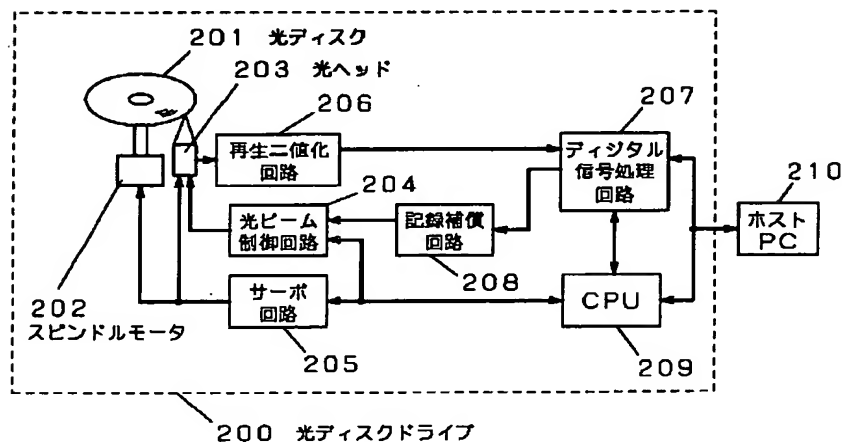 201 光ディスク
203 光ヘッド
206
207
再生二値化
回路
ディジタル
信号処理
回路
204
210
光ビーム
制御回路
記録補償
回路
ホスト
PC
208
202
スピンドルモータ
サーボ
回路
CPU
205
209
200 光ディスクドライブ